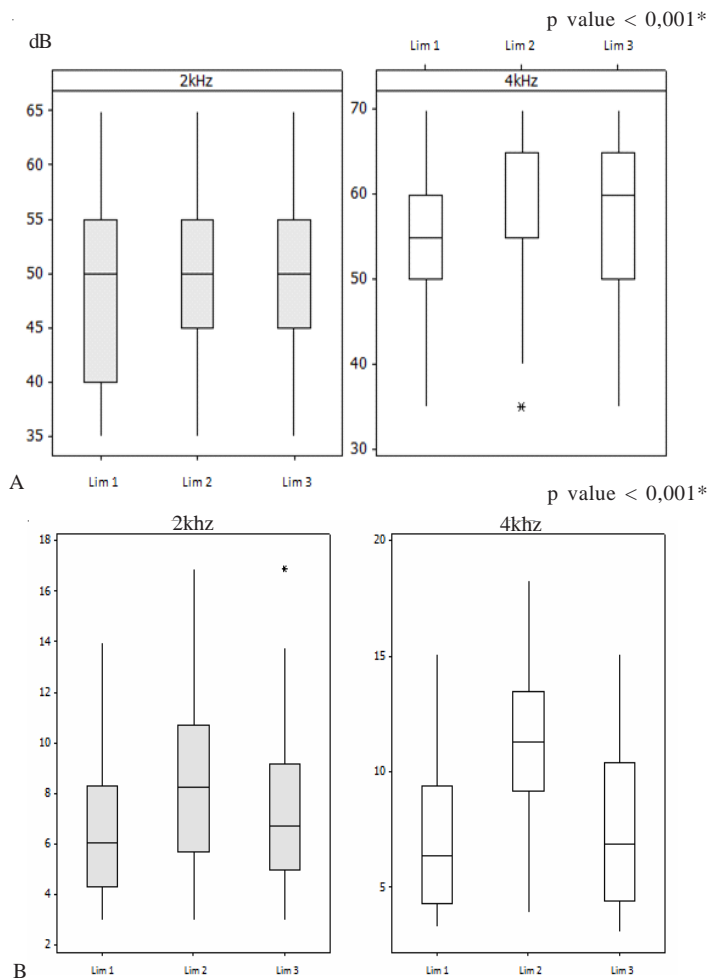 p value < 0,001*
dB
Lim 1 Lim 2 Lim 3
2kHz 4kHz
65 70
60
60
55
50 50
45
40 40
35
30
A Lim 1 Lim 2 Lim 3
p value < 0,001*
2khz 4khz
18 20
16
14 15
12
10 10
8
6
4 5
2
Lim 1 Lim 2 Lim 3 Lim 1 Lim 2 Lim 3
B